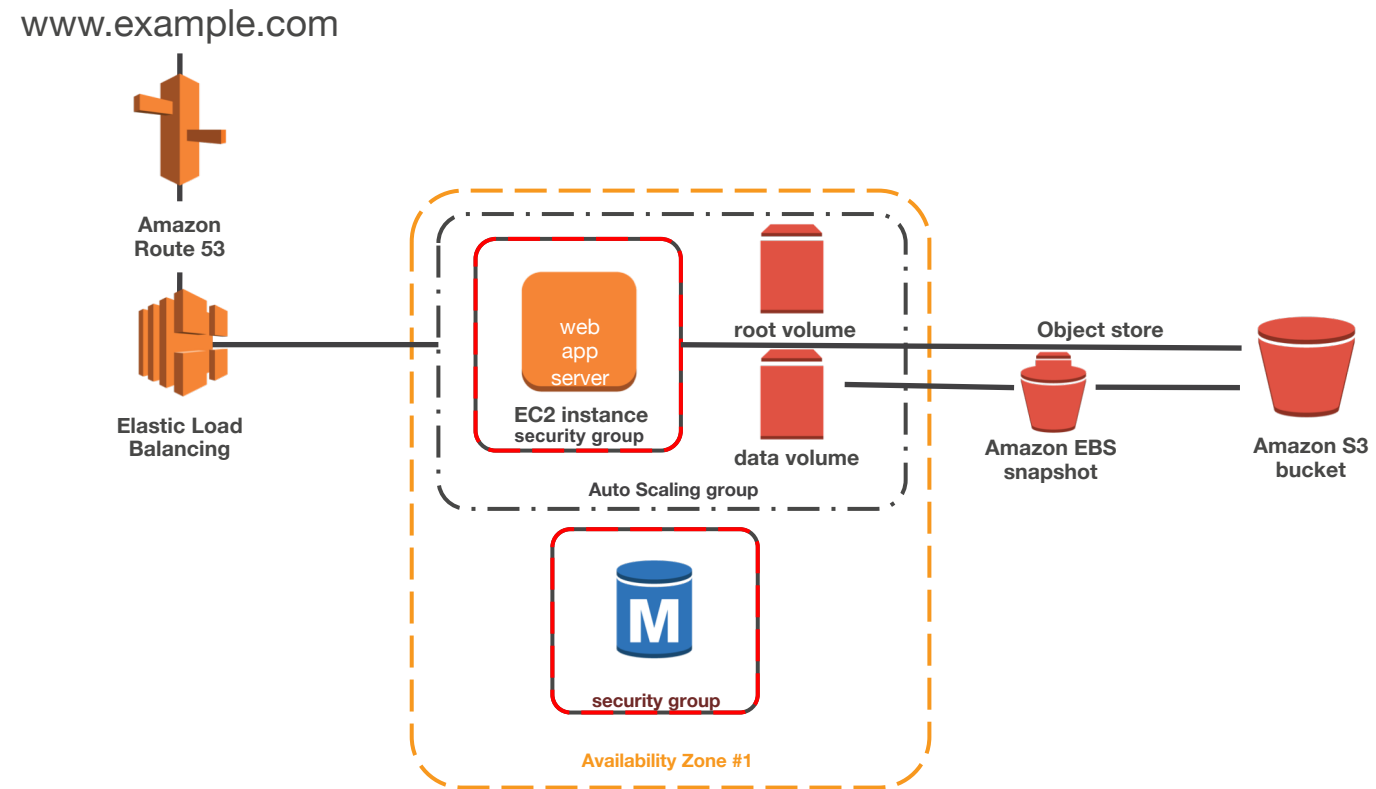 www.example.com
Amazon
Route 53
Elastic Load
Balancing
web
app
server
EC2 instance
security group
root volume
data volume
Auto Scaling group
Object store
Amazon EBS
snapshot
Amazon S3
bucket
M
security group
Availability Zone #1